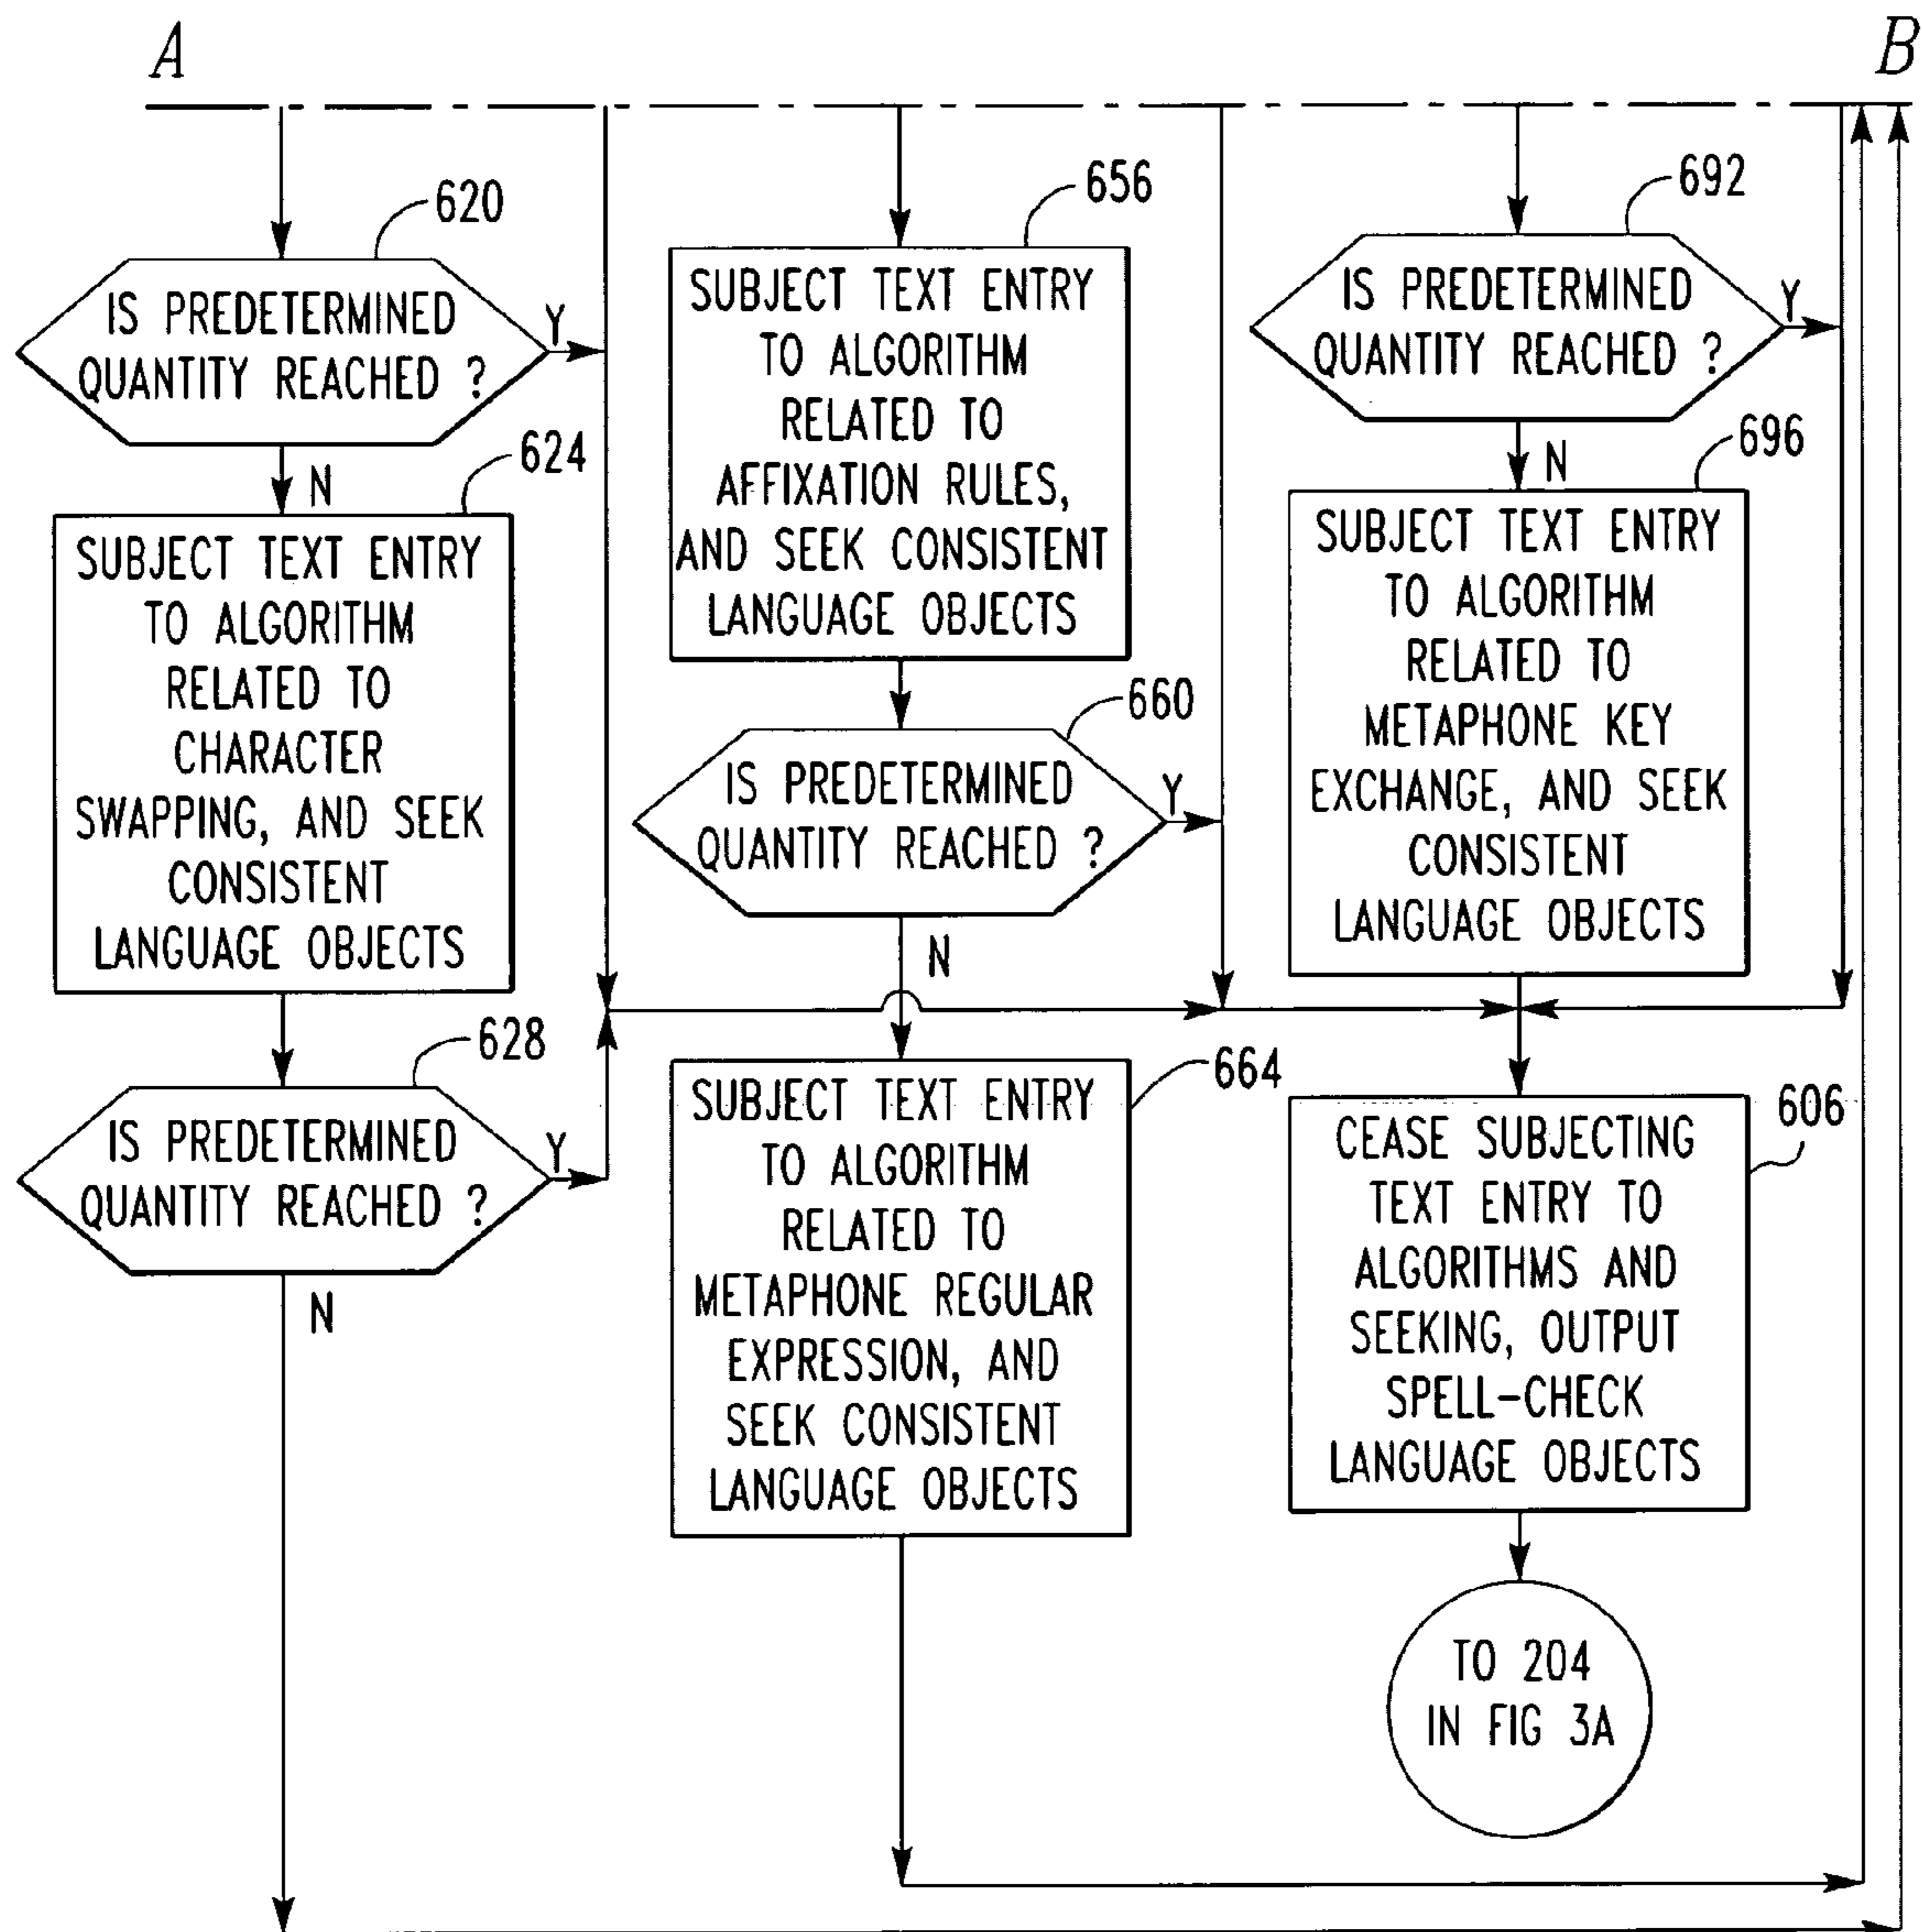 A
B
620
IS PREDETERMINED
QUANTITY REACHED ?
Y
N
624
SUBJECT TEXT ENTRY
TO ALGORITHM
RELATED TO
CHARACTER
SWAPPING, AND SEEK
CONSISTENT
LANGUAGE OBJECTS
628
IS PREDETERMINED
QUANTITY REACHED ?
Y
N
656
SUBJECT TEXT ENTRY
TO ALGORITHM
RELATED TO
AFFIXATION RULES,
AND SEEK CONSISTENT
LANGUAGE OBJECTS
660
IS PREDETERMINED
QUANTITY REACHED ?
Y
N
664
SUBJECT TEXT ENTRY
TO ALGORITHM
RELATED TO
METAPHONE REGULAR
EXPRESSION, AND
SEEK CONSISTENT
LANGUAGE OBJECTS
692
IS PREDETERMINED
QUANTITY REACHED ?
Y
N
696
SUBJECT TEXT ENTRY
TO ALGORITHM
RELATED TO
METAPHONE KEY
EXCHANGE, AND SEEK
CONSISTENT
LANGUAGE OBJECTS
606
CEASE SUBJECTING
TEXT ENTRY TO
ALGORITHMS AND
SEEKING, OUTPUT
SPELL-CHECK
LANGUAGE OBJECTS
TO 204
IN FIG 3A